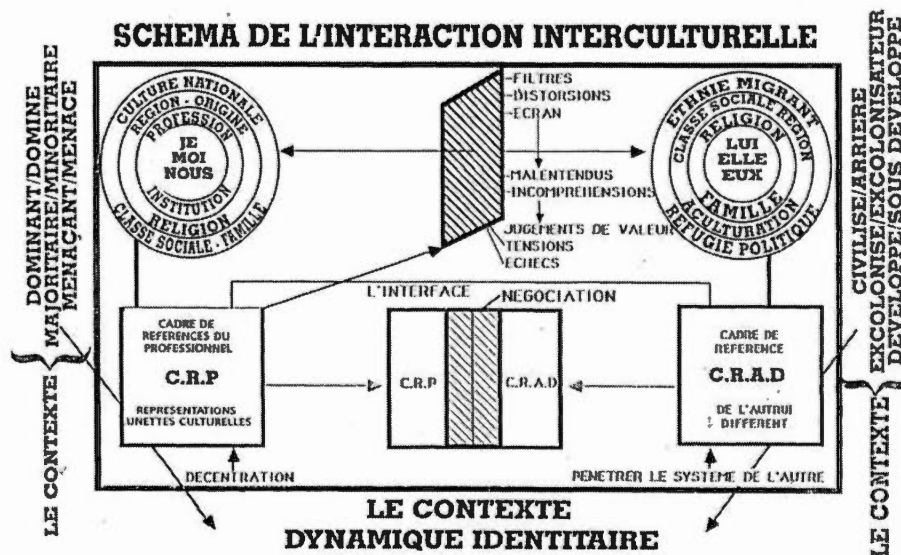 SCHEMA DE L'INTERACTION INTERCULTURELLE
DOMINANT/DOMINE
MAJORITAIRE/MINORITAIRE
MENAÇANT/MENACE
LE CONTEXTE
CULTURE NATIONALE
REGION - ORIGINE
PROFESSION
JE
MOI
NOUS
INSTITUTION
RELIGION
CLASSE SOCIALE - FAMILLE
-FILTRES
-DISTORSIONS
-ECRAN
-MALENTENDUS
-INCOMPREHENSIONS
JUGEMENTS DE VALEUR
TENSIONS
ECHECS
ETHNIE MIGRANT
CLASSE SOCIALE REGION
RELIGION
LUI
ELLE
EUX
FAMILLE
ACULTURATION
REFUGIE POLITIQUE
CIVILISE/ARRIERE
EXCOLONISE/EXCOLONISATEUR
DEVELOPPE/SOUS DEVELOPPE
LE CONTEXTE
L'INTERFACE
NEGOCIATION
CADRE DE
REFERENCES DU
PROFESSIONNEL
C.R.P
REPRESENTATIONS
LUNETTES CULTURELLES
C.R.P
C.R.A.D
CADRE DE
REFERENCE
C.R.A.D
DE L'AUTRUI
DIFFERENT
DECENTRATION
PENETRER LE SYSTEME DE L'AUTRE
LE CONTEXTE
DYNAMIQUE IDENTITAIRE